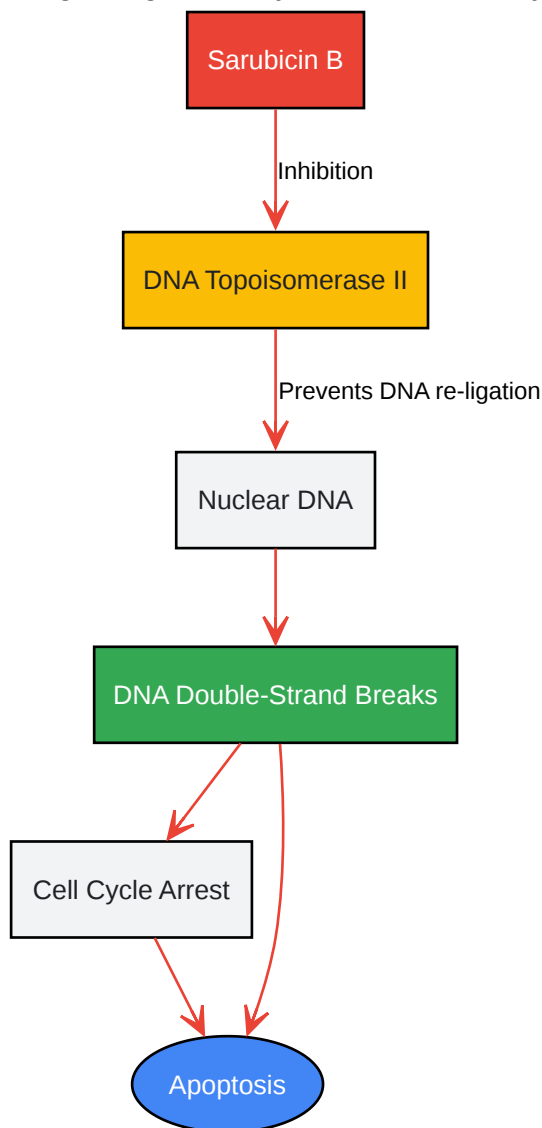 Sarubicin B
Inhibition
DNA Topoisomerase II
Prevents DNA re-ligation
Nuclear DNA
DNA Double-Strand Breaks
Cell Cycle Arrest
Apoptosis